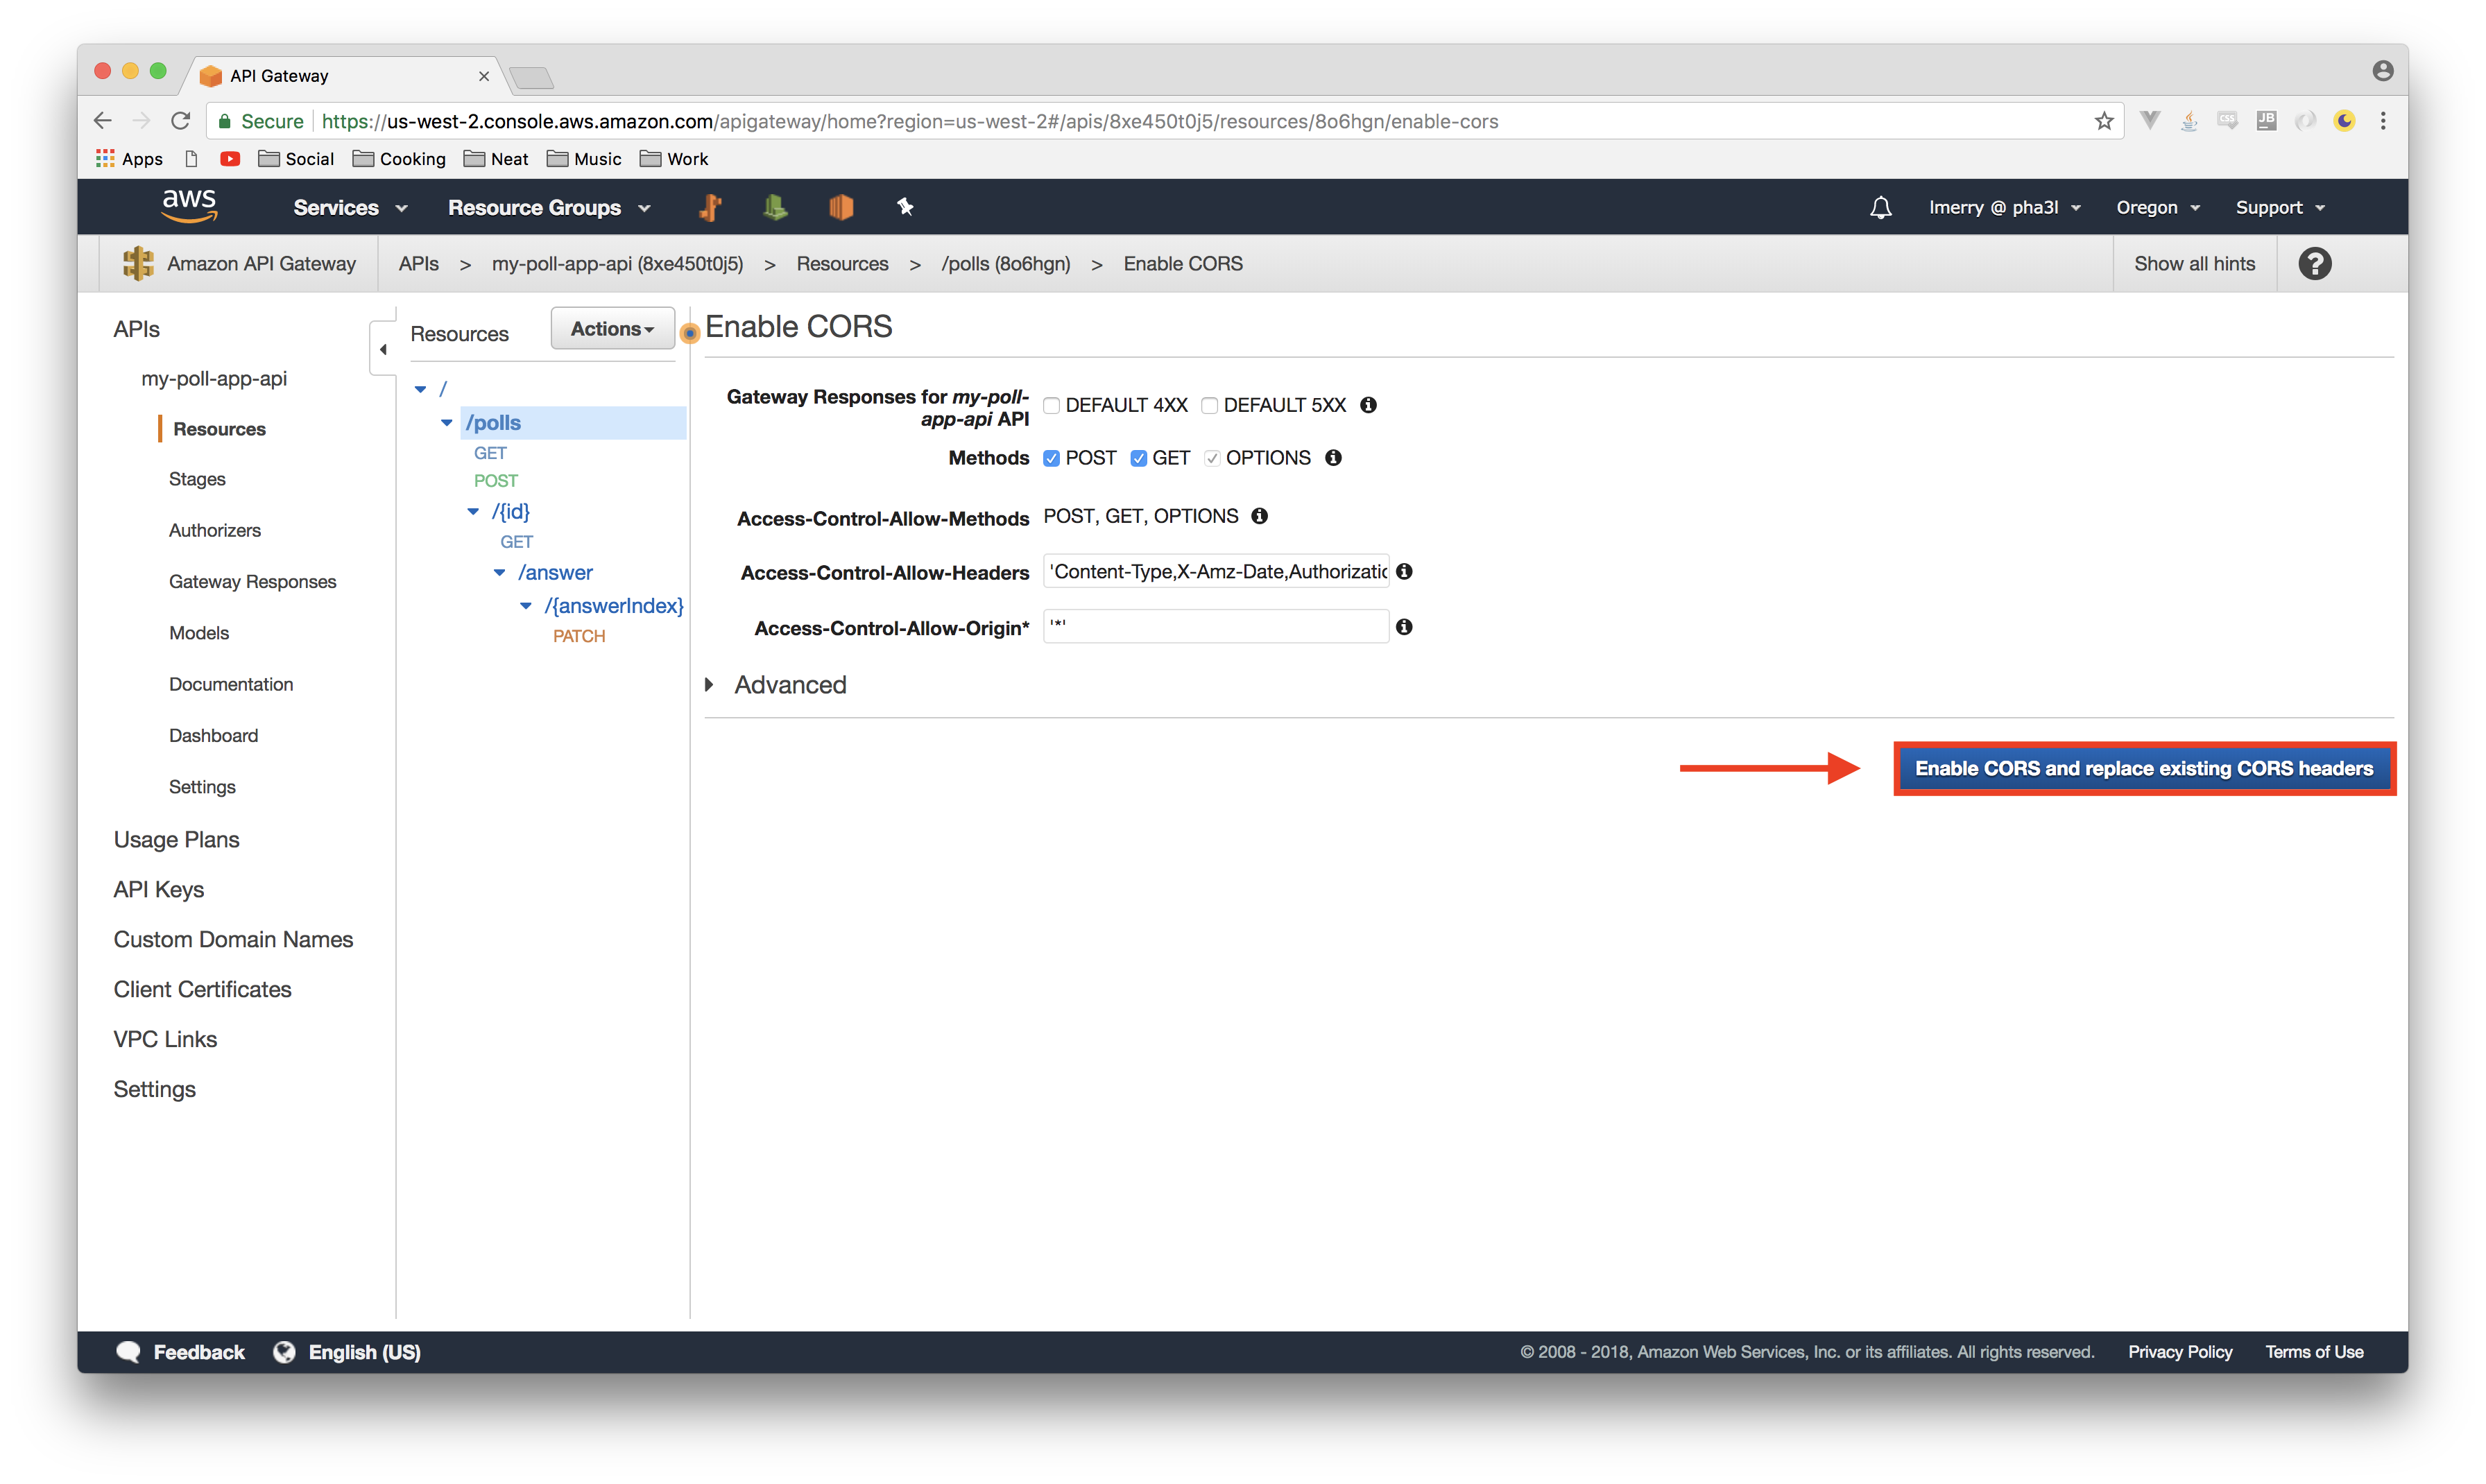 API Gateway
Secure https://us-west-2.console.aws.amazon.com/apigateway/home?region=us-west-2#/apis/8xe450t0j5/resources/8o6hgn/enable-cors
CSS
JB
Apps Social Cooking Neat Music Work
aws Services Resource Groups lmerry @ pha3l Oregon Support
Amazon API Gateway APIs > my-poll-app-api (8xe450t0j5) > Resources > /polls (8o6hgn) > Enable CORS Show all hints ?
APIs
my-poll-app-api
Resources
Stages
Authorizers
Gateway Responses
Models
Documentation
Dashboard
Settings
Usage Plans
API Keys
Custom Domain Names
Client Certificates
VPC Links
Settings
Resources Actions
/
/polls
GET
POST
/{id}
GET
/answer
/{answerIndex}
PATCH
Enable CORS
Gateway Responses for my-poll-
app-api API
DEFAULT 4XX DEFAULT 5XX
Methods POST GET OPTIONS
Access-Control-Allow-Methods POST, GET, OPTIONS
Access-Control-Allow-Headers 'Content-Type,X-Amz-Date,Authorizatic
Access-Control-Allow-Origin* '*'
Advanced
Enable CORS and replace existing CORS headers
Feedback English (US) © 2008 - 2018, Amazon Web Services, Inc. or its affiliates. All rights reserved. Privacy Policy Terms of Use